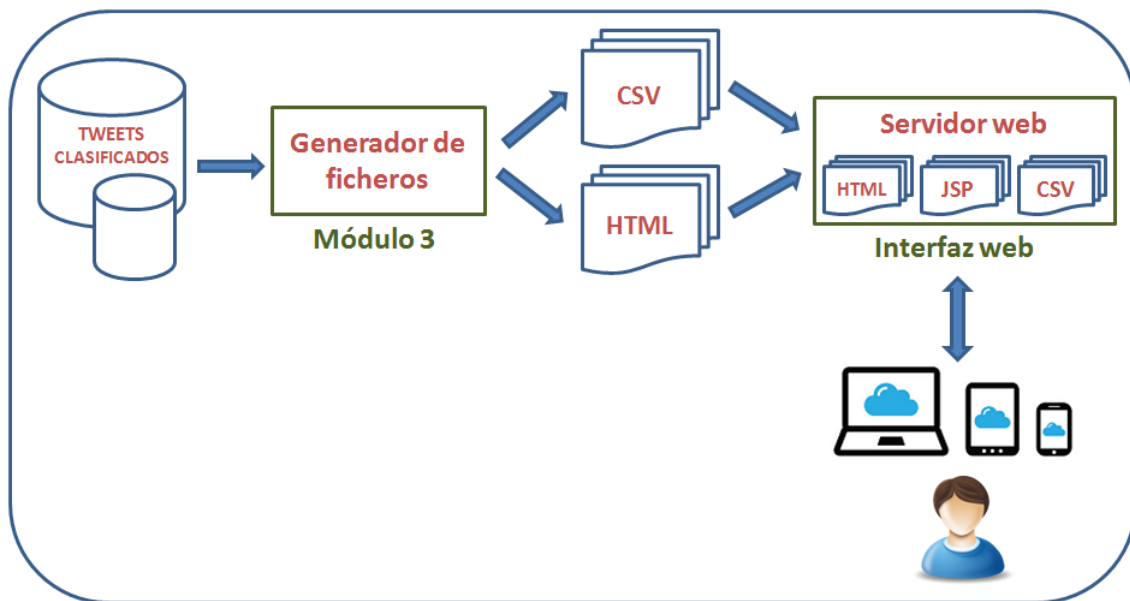 TWEETS
CLASIFICADOS
Generador de
ficheros
Módulo 3
CSV
HTML
Servidor web
HTML
JSP
CSV
Interfaz web